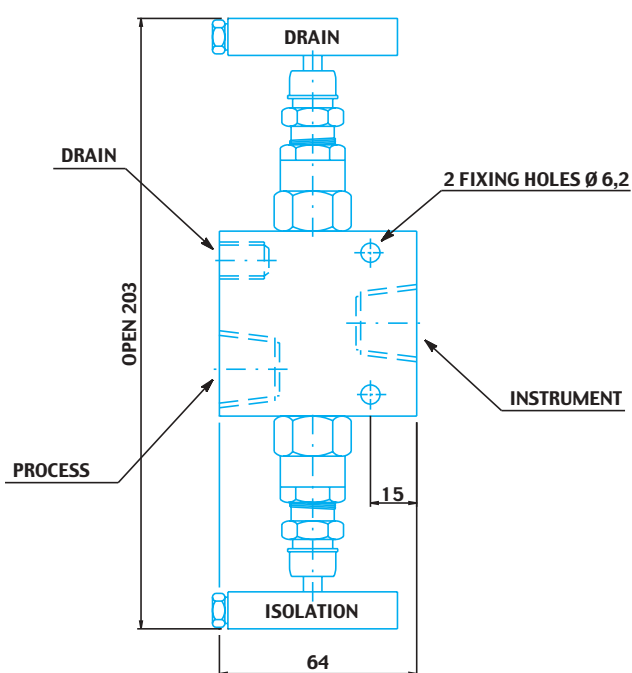 DRAIN
DRAIN
2 FIXING HOLES Ø 6,2
OPEN 203
INSTRUMENT
PROCESS
15
ISOLATION
64